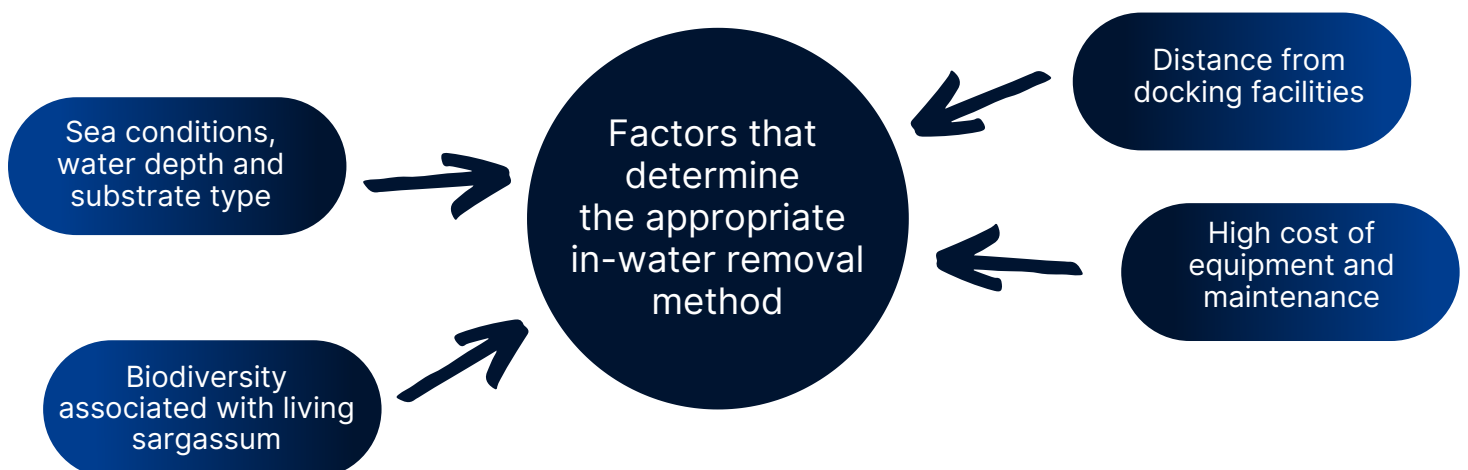 Sea conditions,
water depth and
substrate type
Biodiversity
associated with living
sargassum
Factors that
determine
the appropriate
in-water removal
method
Distance from
docking facilities
High cost of
equipment and
maintenance